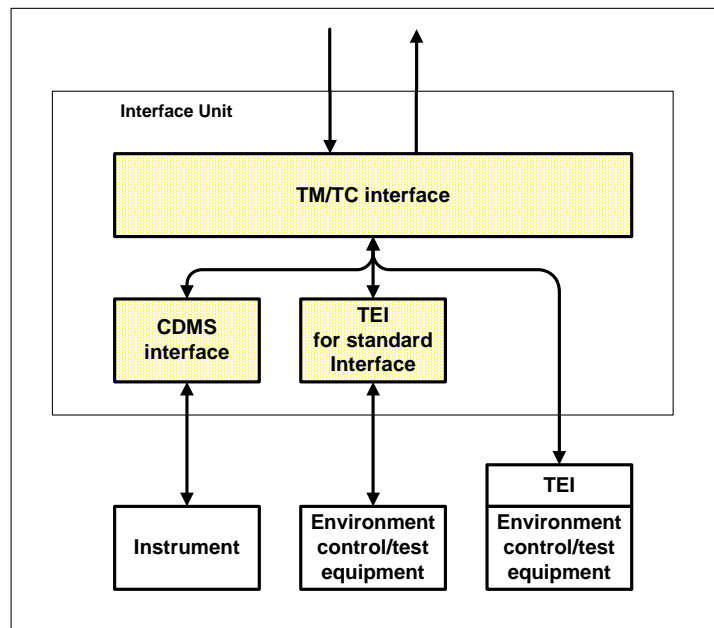 Interface Unit
TM/TC interface
CDMS
interface
TEI
for standard
Interface
Instrument
Environment
control/test
equipment
TEI
Environment
control/test
equipment